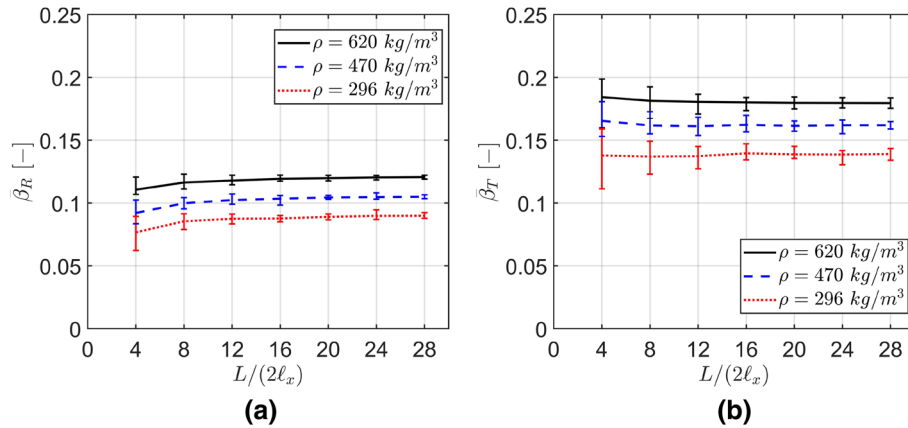 0.25
0.2
0.15
0.1
0.05
0
β̄_R [−]
ρ = 620 kg/m³
ρ = 470 kg/m³
ρ = 296 kg/m³
0 4 8 12 16 20 24 28
L/(2ℓₓ)
(a)
0.25
0.2
0.15
0.1
0.05
0
β̄_T [−]
ρ = 620 kg/m³
ρ = 470 kg/m³
ρ = 296 kg/m³
0 4 8 12 16 20 24 28
L/(2ℓₓ)
(b)